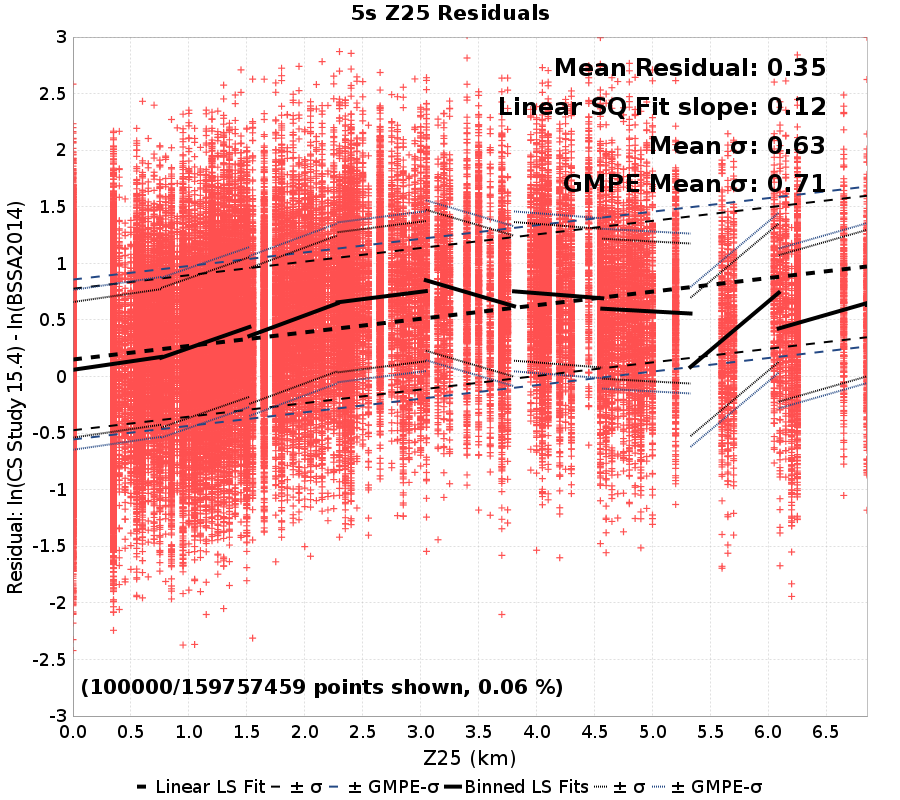 5s Z25 Residuals
Mean Residual: 0.35
Linear SQ Fit slope: 0.12
Mean σ: 0.63
GMPE Mean σ: 0.71
Residual: ln(CS Study 15.4) - ln(BSSA2014)
3
2.5
2
1.5
1
0.5
0
-0.5
-1
-1.5
-2
-2.5
-3
(100000/159757459 points shown, 0.06 %)
0.0 0.5 1.0 1.5 2.0 2.5 3.0 3.5 4.0 4.5 5.0 5.5 6.0 6.5
Z25 (km)
Linear LS Fit ± σ ± GMPE-σ Binned LS Fits ± σ ± GMPE-σ